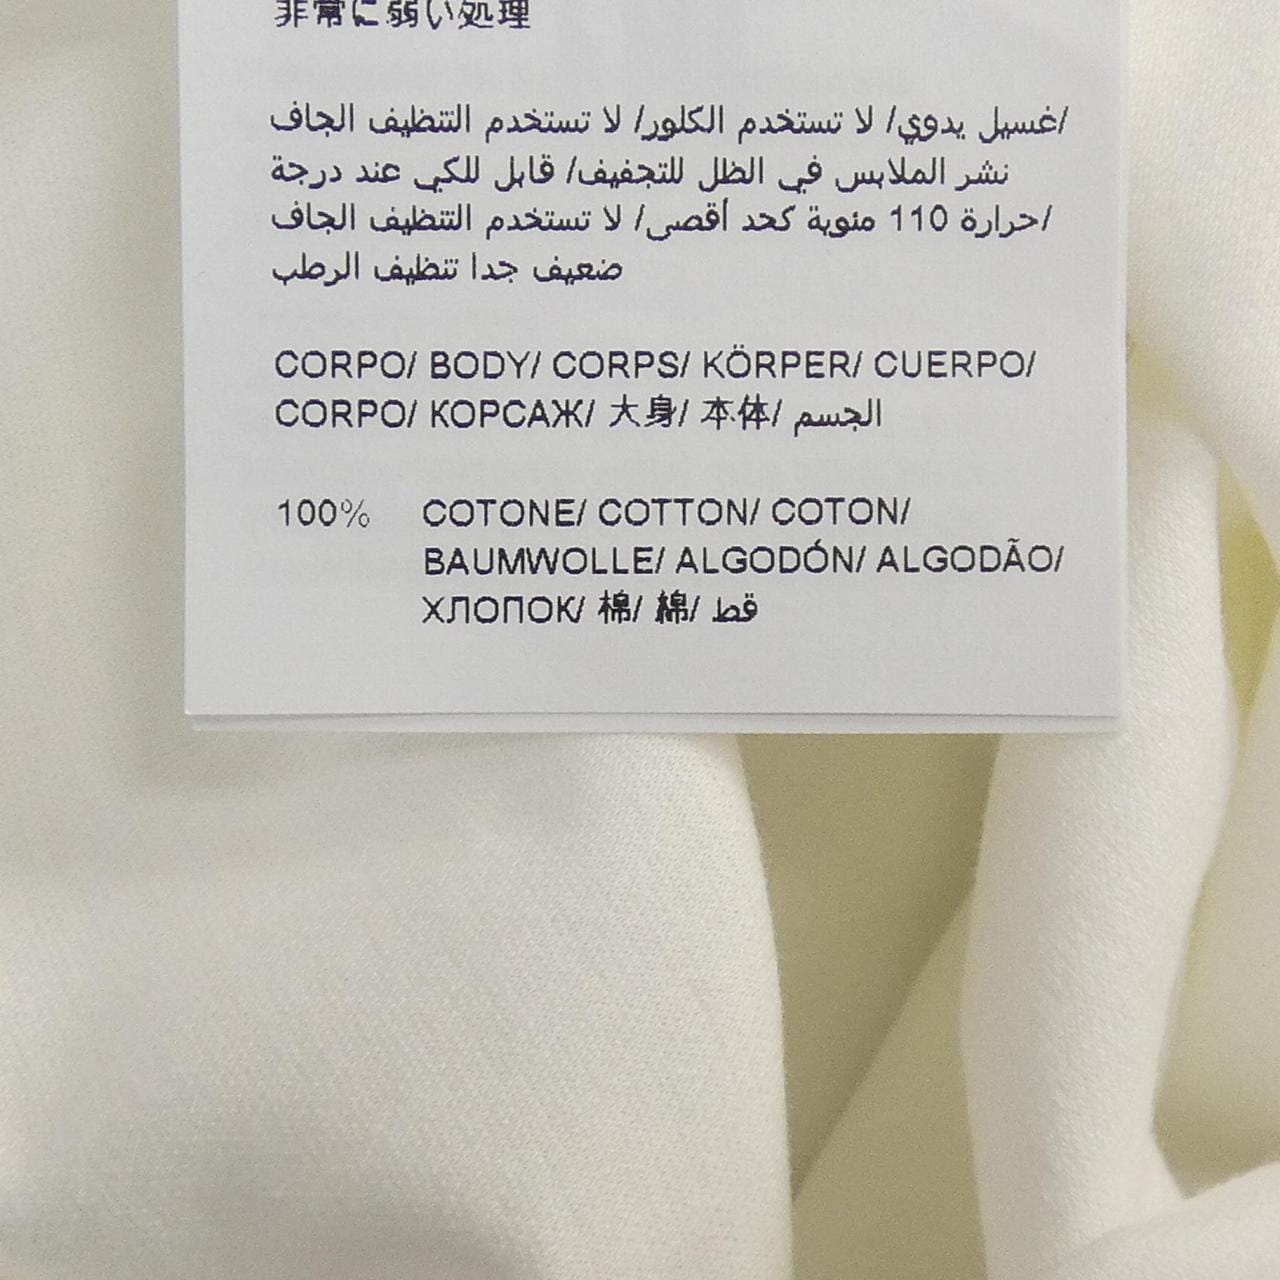 非常に弱い処理
غسيل يدوي/ لا تستخدم الكلور/ لا تستخدم التنظيف الجاف/
نشر الملابس في الظل للتجفيف/ قابل للكي عند درجة
حرارة 110 مئوية كحد أقصى/ لا تستخدم التنظيف الجاف/
ضعيف جدا تنظيف الرطب
CORPO/ BODY/ CORPS/ KÖRPER/ CUERPO/
CORPO/ КОРСАЖ/ 大身/ 本体/ الجسم
100% COTONE/ COTTON/ COTON/
BAUMWOLLE/ ALGODÓN/ ALGODÃO/
ХЛОПОК/ 棉/ 綿/ قط